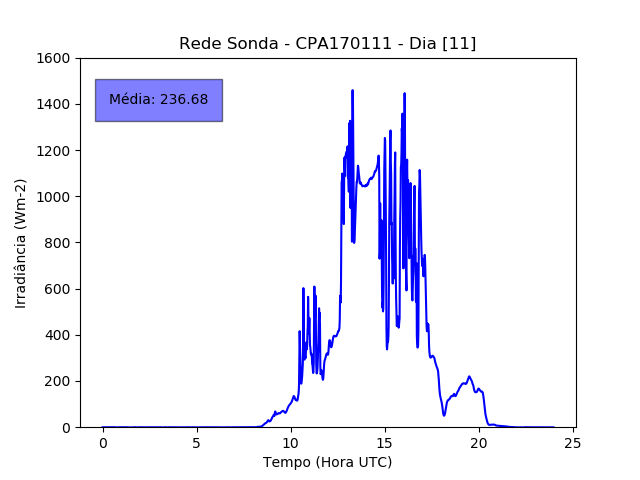 Rede Sonda - CPA170111 - Dia [11]
1600
1400
1200
1000
800
600
400
200
0
Irradiância (Wm-2)
Média: 236.68
0 5 10 15 20 25
Tempo (Hora UTC)